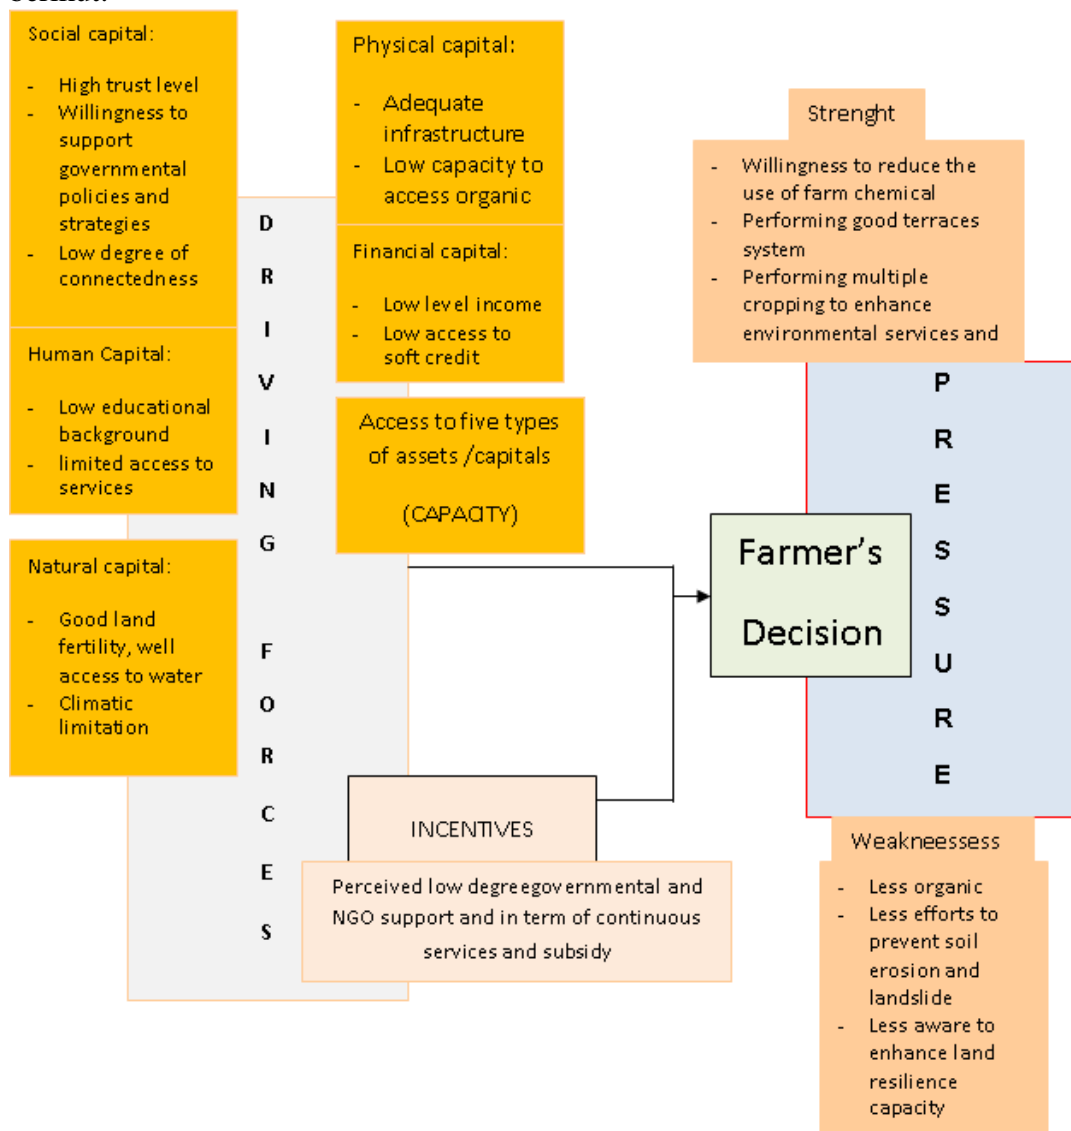 Social capital:
- High trust level
- Willingness to
support
governmental
policies and
strategies
- Low degree of
connectedness
Human Capital:
- Low educational
background
- limited access to
services
Natural capital:
- Good land
fertility, well
access to water
- Climatic
limitation
DRIVING FORCES
Physical capital:
- Adequate
infrastructure
- Low capacity to
access organic
Financial capital:
- Low level income
- Low access to
soft credit
Access to five types
of assets /capitals
(CAPACITY)
INCENTIVES
Perceived low degreegovernmental and
NGO support and in term of continuous
services and subsidy
Farmer's
Decision
Strenght
- Willingness to reduce the
use of farm chemical
- Performing good terraces
system
- Performing multiple
cropping to enhance
environmental services and
PRESSURE
Weakneessess
- Less organic
- Less efforts to
prevent soil
erosion and
landslide
- Less aware to
enhance land
resilience
capacity